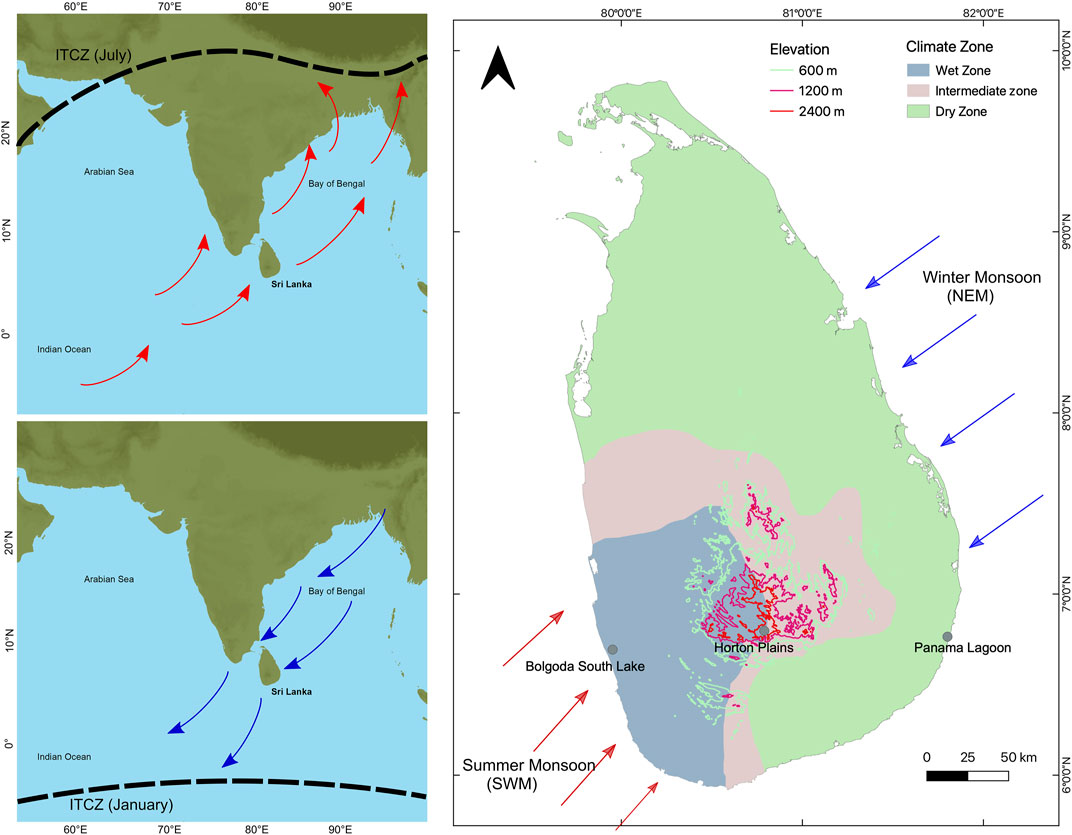 60°E 70°E 80°E 90°E
ITCZ (July)
20°N
Arabian Sea
Bay of Bengal
10°N
Sri Lanka
0°
Indian Ocean
20°N
Arabian Sea
Bay of Bengal
10°N
Sri Lanka
0°
Indian Ocean
ITCZ (January)
60°E 70°E 80°E 90°E
80°0'0"E 81°0'0"E 82°0'0"E
Elevation
600 m
1200 m
2400 m
Climate Zone
Wet Zone
Intermediate zone
Dry Zone
10°0'0"N
9°0'0"N
Winter Monsoon
(NEM)
8°0'0"N
7°0'0"N
Horton Plains
Panama Lagoon
Bolgoda South Lake
Summer Monsoon
(SWM)
0 25 50 km
6°0'0"N